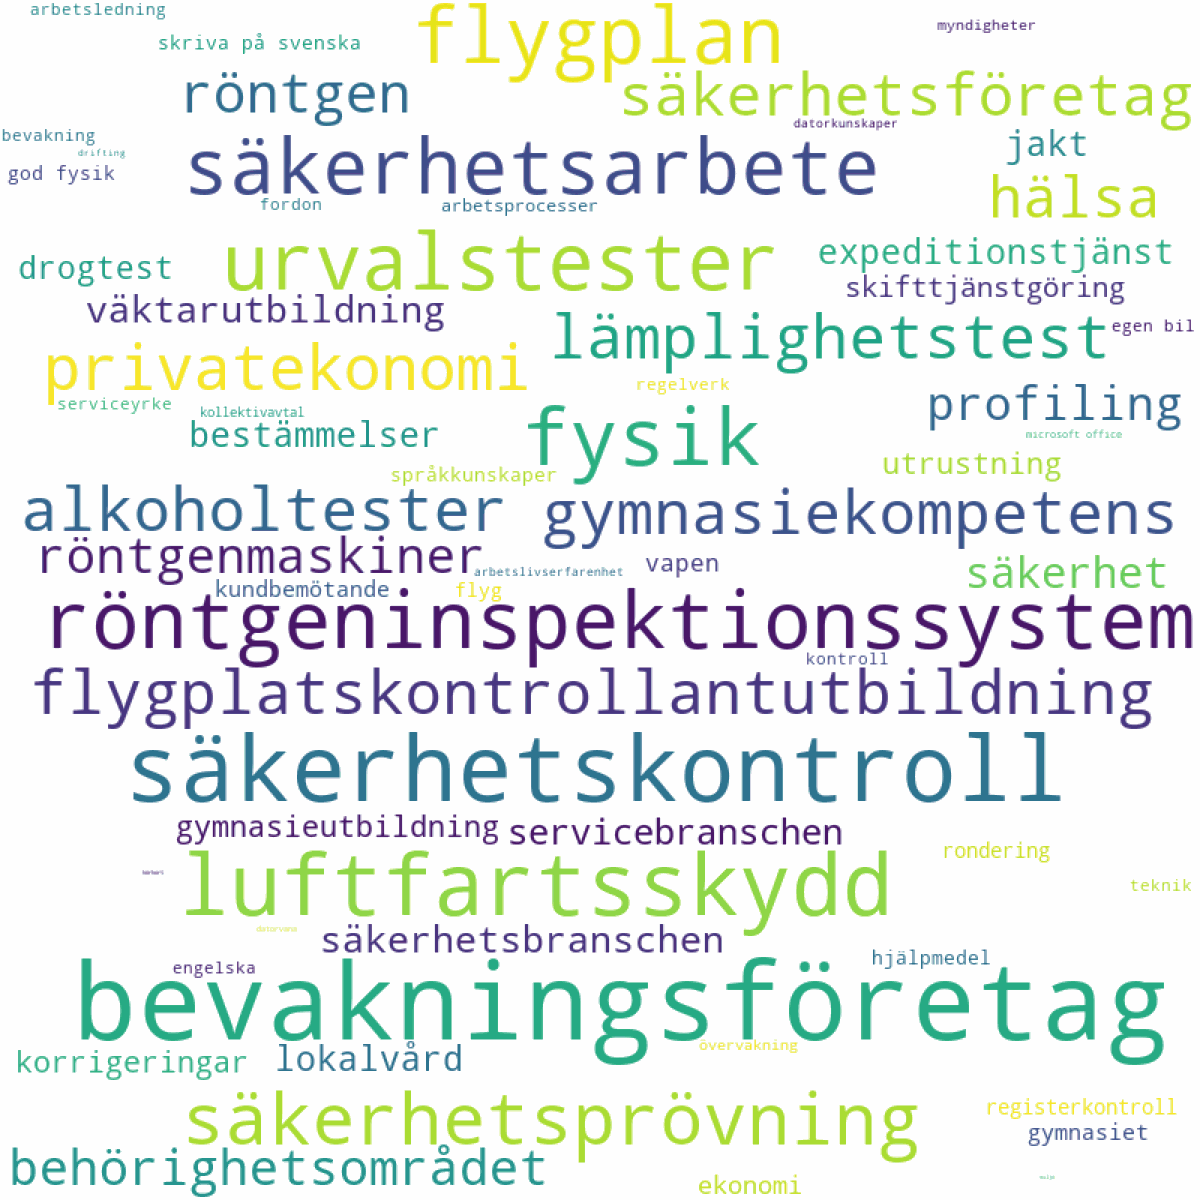 arbetsledning
flygplan
myndigheter
skriva på svenska
röntgen
säkerhetsföretag
datorkunskaper
bevakning
drifting
säkerhetsarbete
jakt
god fysik
hälsa
fordon
arbetsprocesser
urvalstester
expeditionstjänst
drogtest
skifttjänstgöring
väktarutbildning
lämplighetstest
egen bil
privatekonomi
regelverk
serviceyrke
kollektivavtal
profiling
bestämmelser
fysik
microsoft office
utrustning
språkkunskaper
alkoholtester
gymnasiekompetens
röntgenmaskiner
arbetslivserfarenhet
vapen
säkerhet
kundbemötande
flyg
röntgeninspektionssystem
kontroll
flygplatskontrollantutbildning
säkerhetskontroll
gymnasieutbildning
servicebranschen
rondering
luftfartsskydd
teknik
datorvana
säkerhetsbranschen
hjälpmedel
engelska
bevakningsföretag
övervakning
korrigeringar
lokalvård
säkerhetsprövning
registerkontroll
gymnasiet
behörighetsområdet
ekonomi